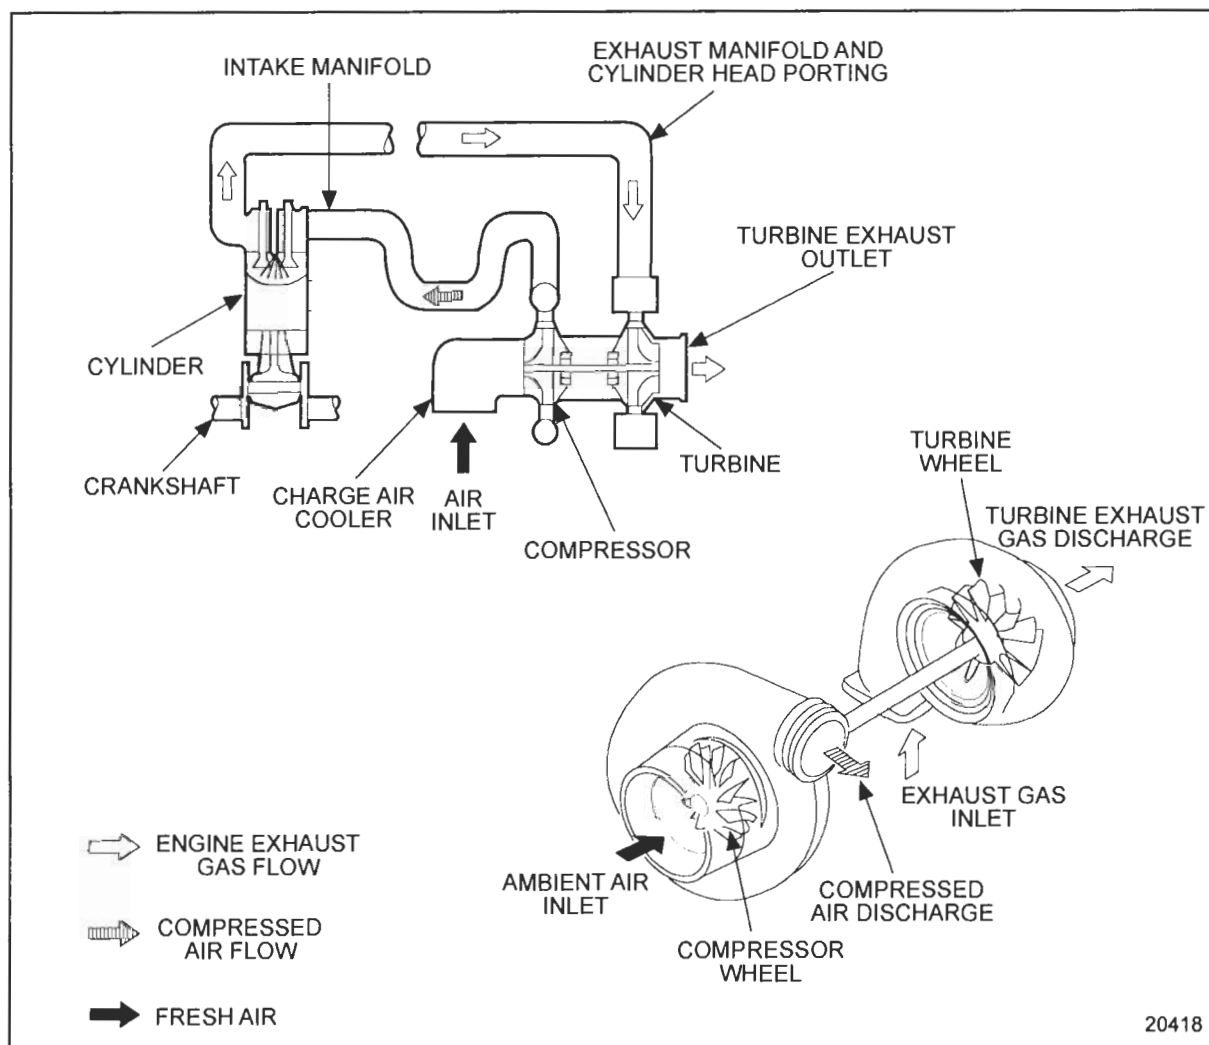 INTAKE MANIFOLD
EXHAUST MANIFOLD AND
CYLINDER HEAD PORTING
TURBINE EXHAUST
OUTLET
CYLINDER
CRANKSHAFT
CHARGE AIR
COOLER
AIR
INLET
COMPRESSOR
TURBINE
TURBINE
WHEEL
TURBINE EXHAUST
GAS DISCHARGE
EXHAUST GAS
INLET
AMBIENT AIR
INLET
COMPRESSED
AIR DISCHARGE
COMPRESSOR
WHEEL
ENGINE EXHAUST
GAS FLOW
COMPRESSED
AIR FLOW
FRESH AIR
20418